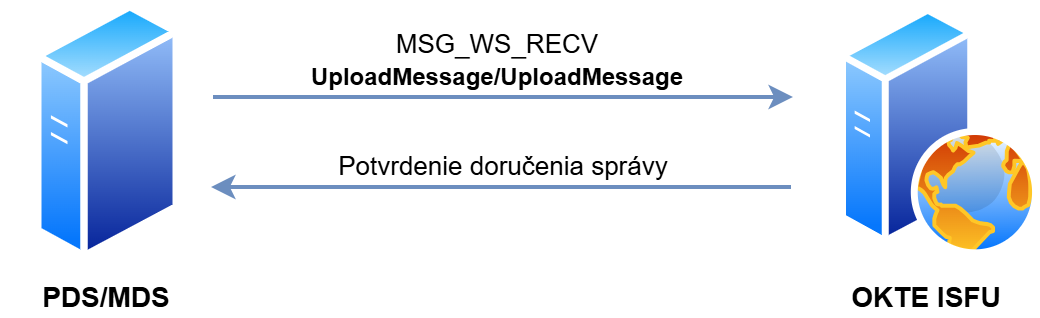 MSG_WS_RECV
UploadMessage/UploadMessage
Potvrdenie doručenia správy
PDS/MDS
OKTE ISFU